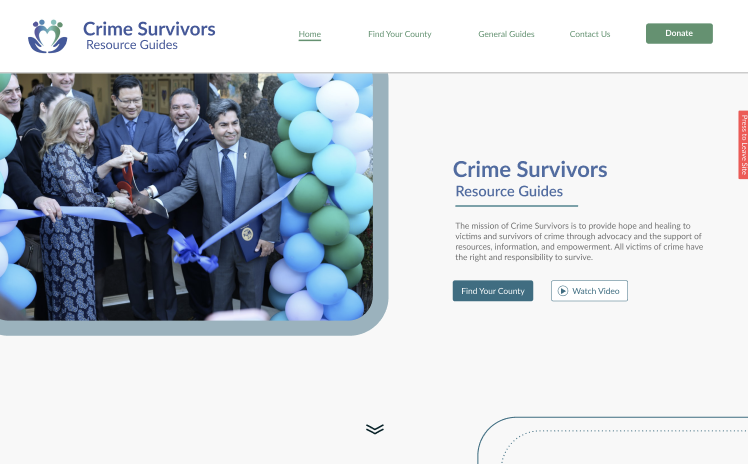 Crime Survivors
Resource Guides
Home
Find Your County
General Guides
Contact Us
Donate
Press to Leave Site
Crime Survivors
Resource Guides
The mission of Crime Survivors is to provide hope and healing to
victims and survivors of crime through advocacy and the support of
resources, information, and empowerment. All victims of crime have
the right and responsibility to survive.
Find Your County
Watch Video